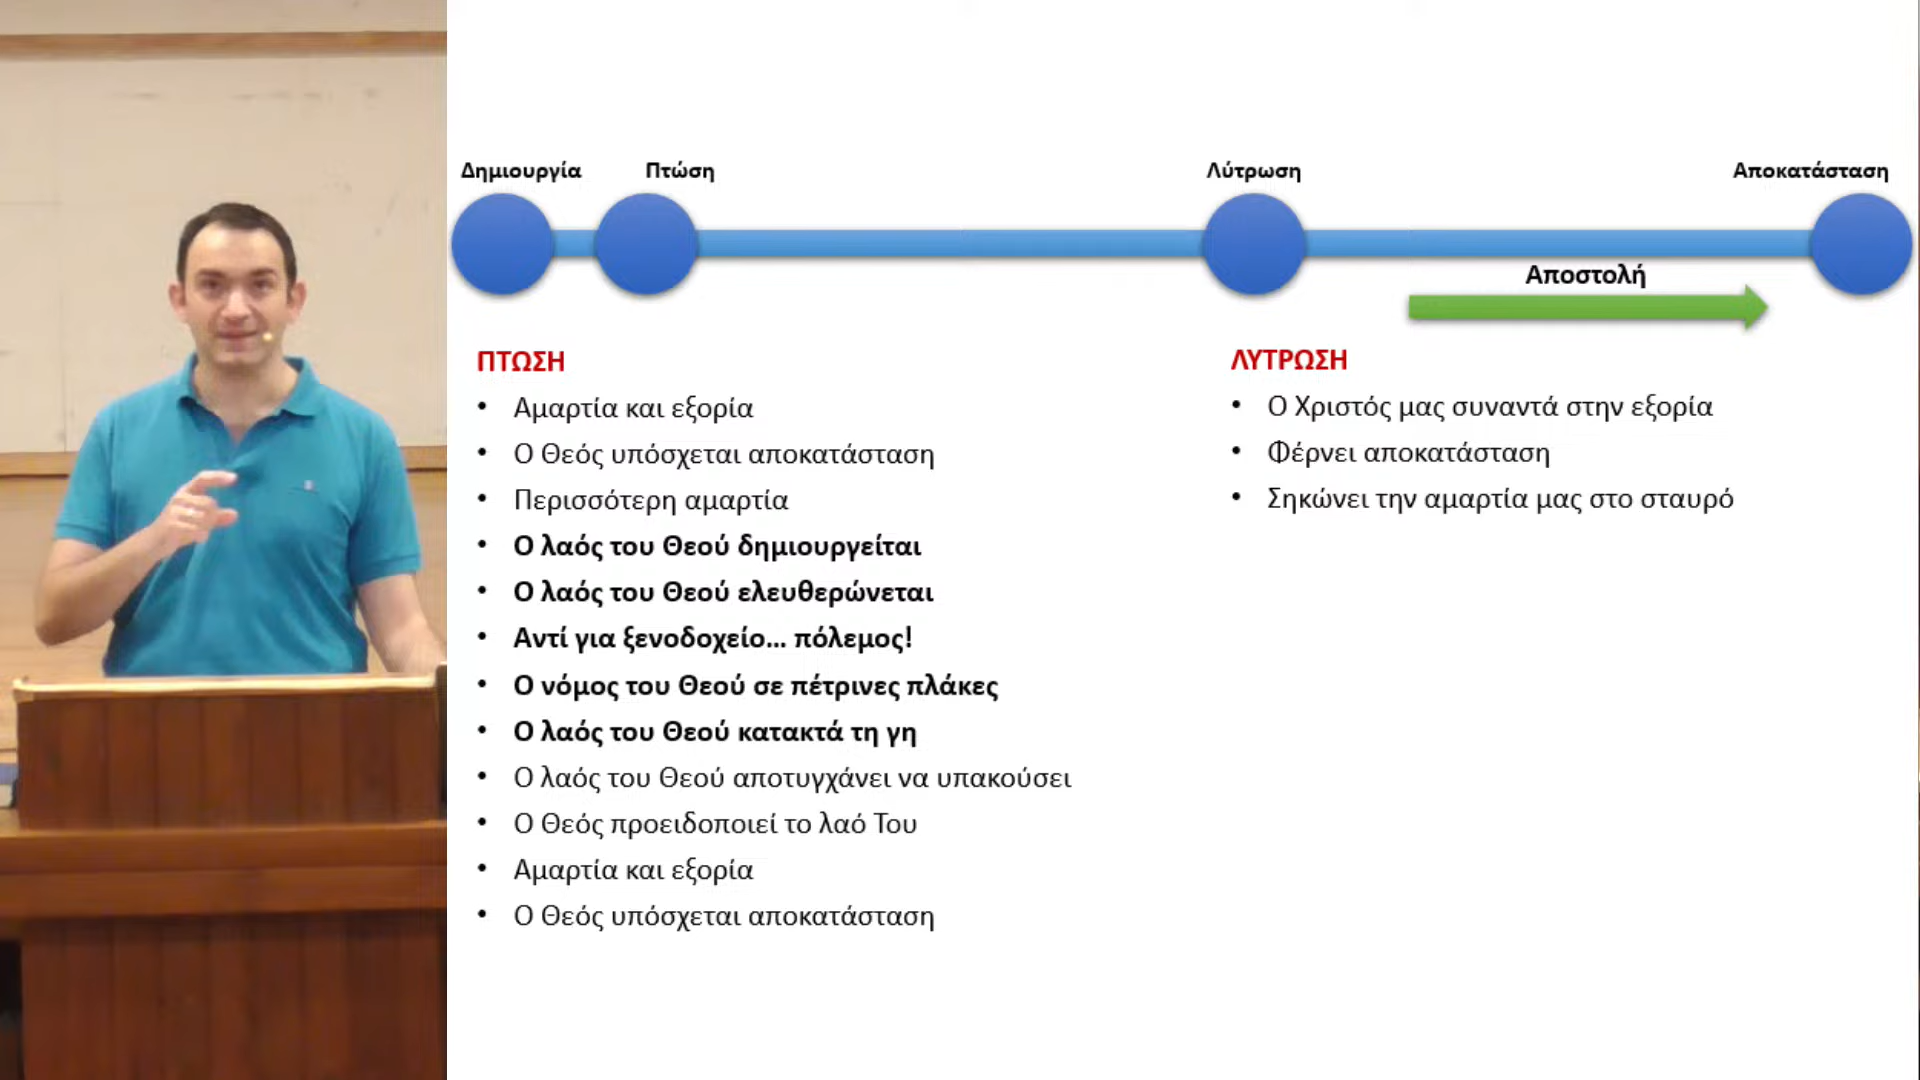 Δημιουργία
Πτώση
Λύτρωση
Αποκατάσταση
Αποστολή
ΠΤΩΣΗ
• Αμαρτία και εξορία
• Ο Θεός υπόσχεται αποκατάσταση
• Περισσότερη αμαρτία
• Ο λαός του Θεού δημιουργείται
• Ο λαός του Θεού ελευθερώνεται
• Αντί για ξενοδοχείο... πόλεμος!
• Ο νόμος του Θεού σε πέτρινες πλάκες
• Ο λαός του Θεού κατακτά τη γη
• Ο λαός του Θεού αποτυγχάνει να υπακούσει
• Ο Θεός προειδοποιεί το λαό Του
• Αμαρτία και εξορία
• Ο Θεός υπόσχεται αποκατάσταση
ΛΥΤΡΩΣΗ
• Ο Χριστός μας συναντά στην εξορία
• Φέρνει αποκατάσταση
• Σηκώνει την αμαρτία μας στο σταυρό